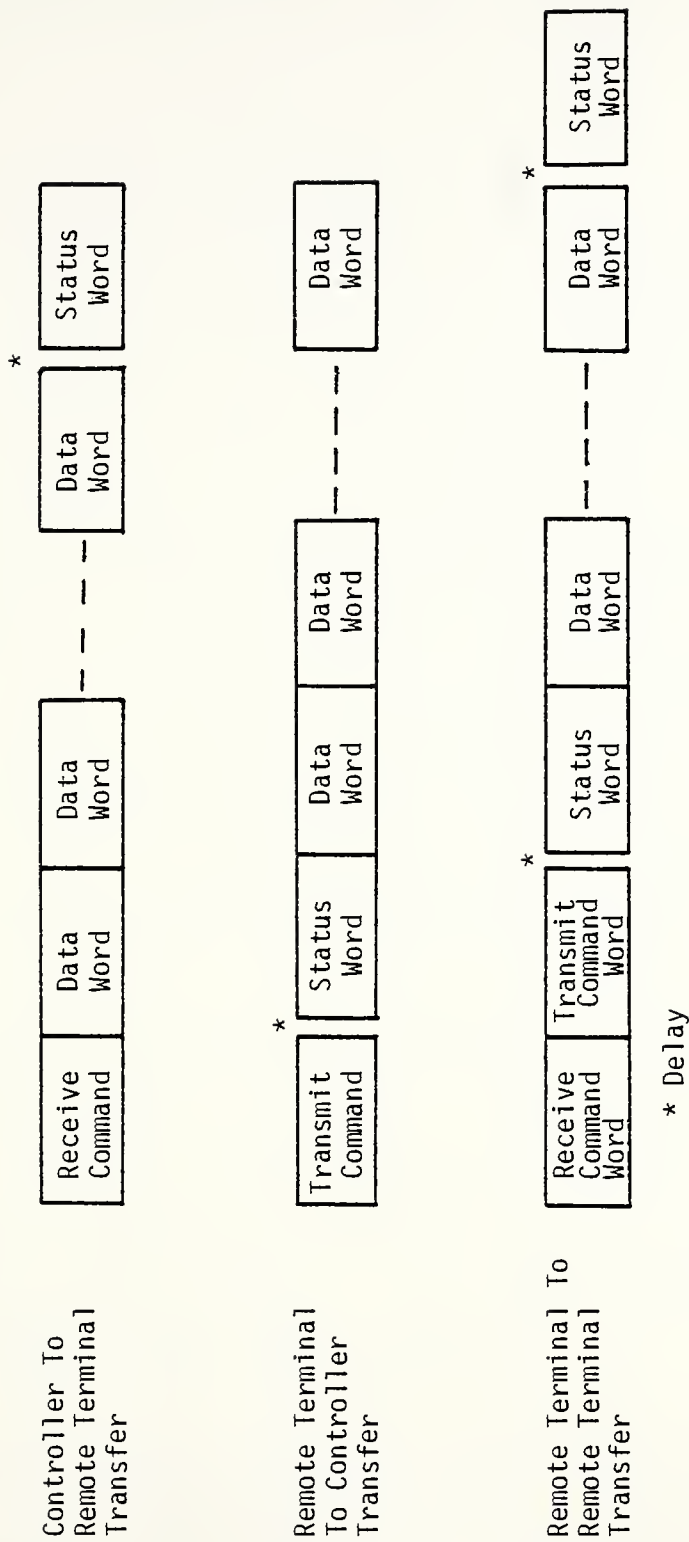 Controller To
Remote Terminal
Transfer
Receive
Command
Data
Word
Data
Word
Data
Word
*
Status
Word
Remote Terminal
To Controller
Transfer
Transmit
Command
*
Status
Word
Data
Word
Data
Word
Data
Word
Remote Terminal To
Remote Terminal
Transfer
Receive
Command
Word
Transmit
Command
Word
*
Status
Word
Data
Word
Data
Word
*
Status
Word
* Delay